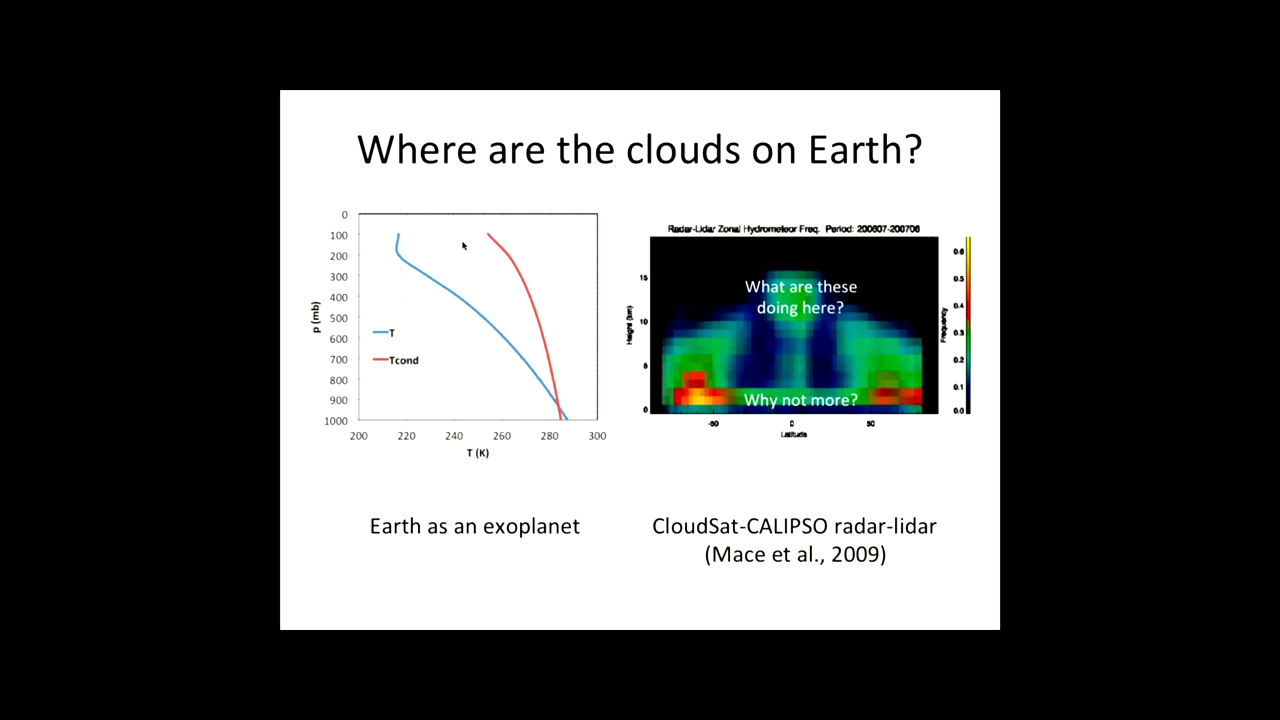 Where are the clouds on Earth?
0
100
200
300
400
500
600
700
800
900
1000
p (mb)
T
Tcond
200 220 240 260 280 300
T (K)
Radar-Lidar Zonal Hydrometeor Freq. Period: 200607-200706
What are these
doing here?
Why not more?
15
10
5
0
Height (km)
-50 0 50
Latitude
0.6
0.5
0.4
0.3
0.2
0.1
0.0
Frequency
Earth as an exoplanet
CloudSat-CALIPSO radar-lidar
(Mace et al., 2009)